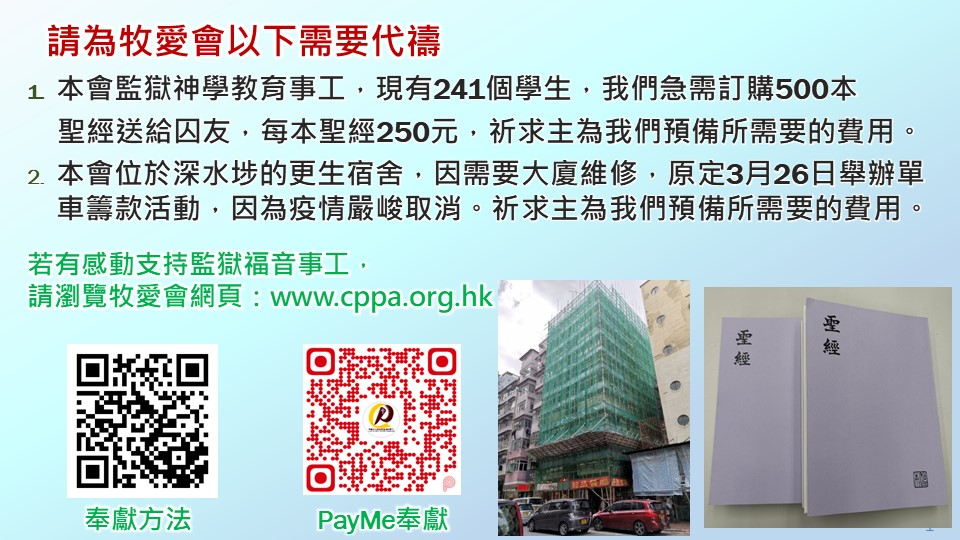 請為牧愛會以下需要代禱
1. 本會監獄神學教育事工，現有241個學生，我們急需訂購500本
聖經送給囚友，每本聖經250元，祈求主為我們預備所需要的費用。
2. 本會位於深水埗的更生宿舍，因需要大廈維修，原定3月26日舉辦單
車籌款活動，因為疫情嚴峻取消。祈求主為我們預備所需要的費用。
若有感動支持監獄福音事工，
請瀏覽牧愛會網頁：www.cppa.org.hk
聖經
聖經
奉獻方法
PayMe奉獻
1